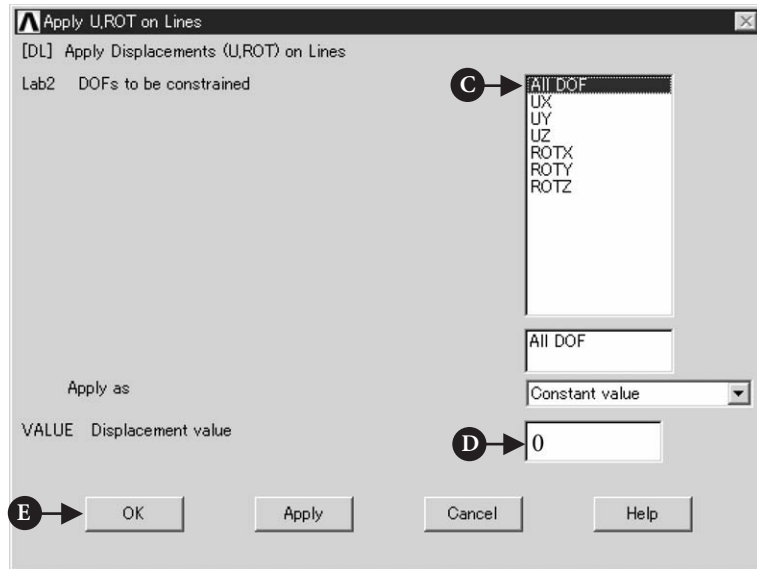 Apply U,ROT on Lines
[DL] Apply Displacements (U,ROT) on Lines
Lab2 DOFs to be constrained
C
All DOF
UX
UY
UZ
ROTX
ROTY
ROTZ
All DOF
Apply as
Constant value
VALUE Displacement value
D
0
E
OK
Apply
Cancel
Help